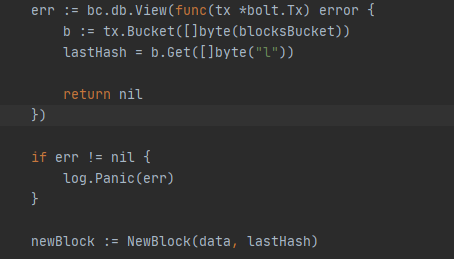 err := bc.db.View(func(tx *bolt.Tx) error {
    b := tx.Bucket([]byte(blocksBucket))
    lastHash = b.Get([]byte("l"))

    return nil
})

if err != nil {
    log.Panic(err)
}

newBlock := NewBlock(data, lastHash)